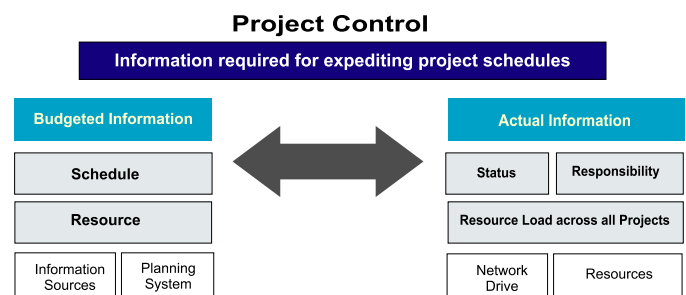 Project Control
Information required for expediting project schedules
Budgeted Information
Actual Information
Schedule
Status
Responsibility
Resource
Resource Load across all Projects
Information
Sources
Planning
System
Network
Drive
Resources